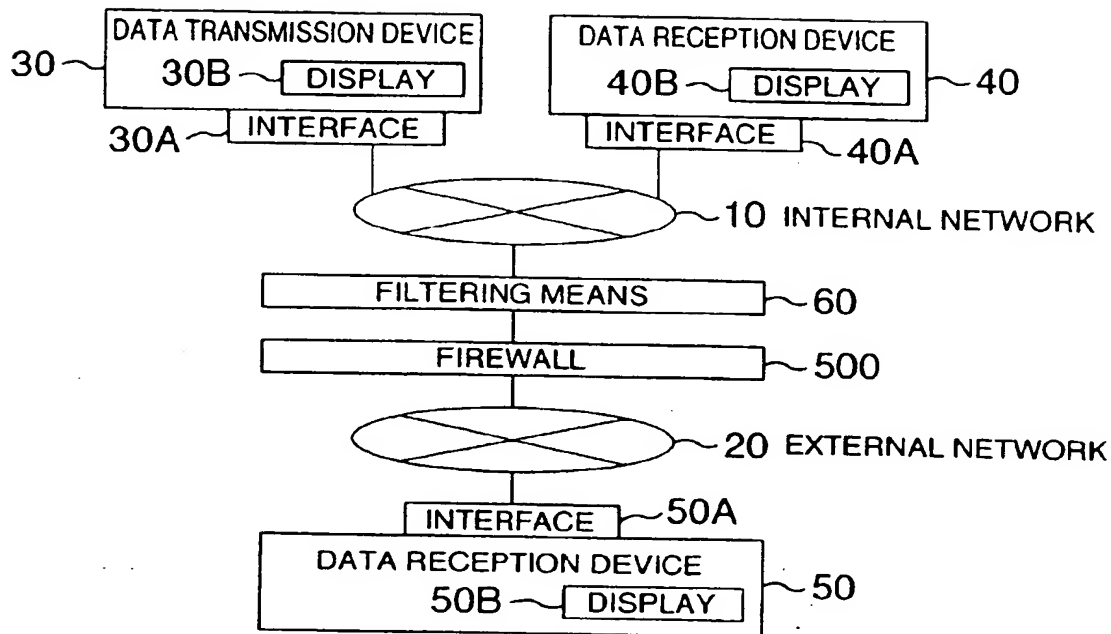 DATA TRANSMISSION DEVICE
30
30B
DISPLAY
30A
INTERFACE
DATA RECEPTION DEVICE
40B
DISPLAY
40
INTERFACE
40A
10 INTERNAL NETWORK
FILTERING MEANS
60
FIREWALL
500
20 EXTERNAL NETWORK
INTERFACE
50A
DATA RECEPTION DEVICE
50
50B
DISPLAY